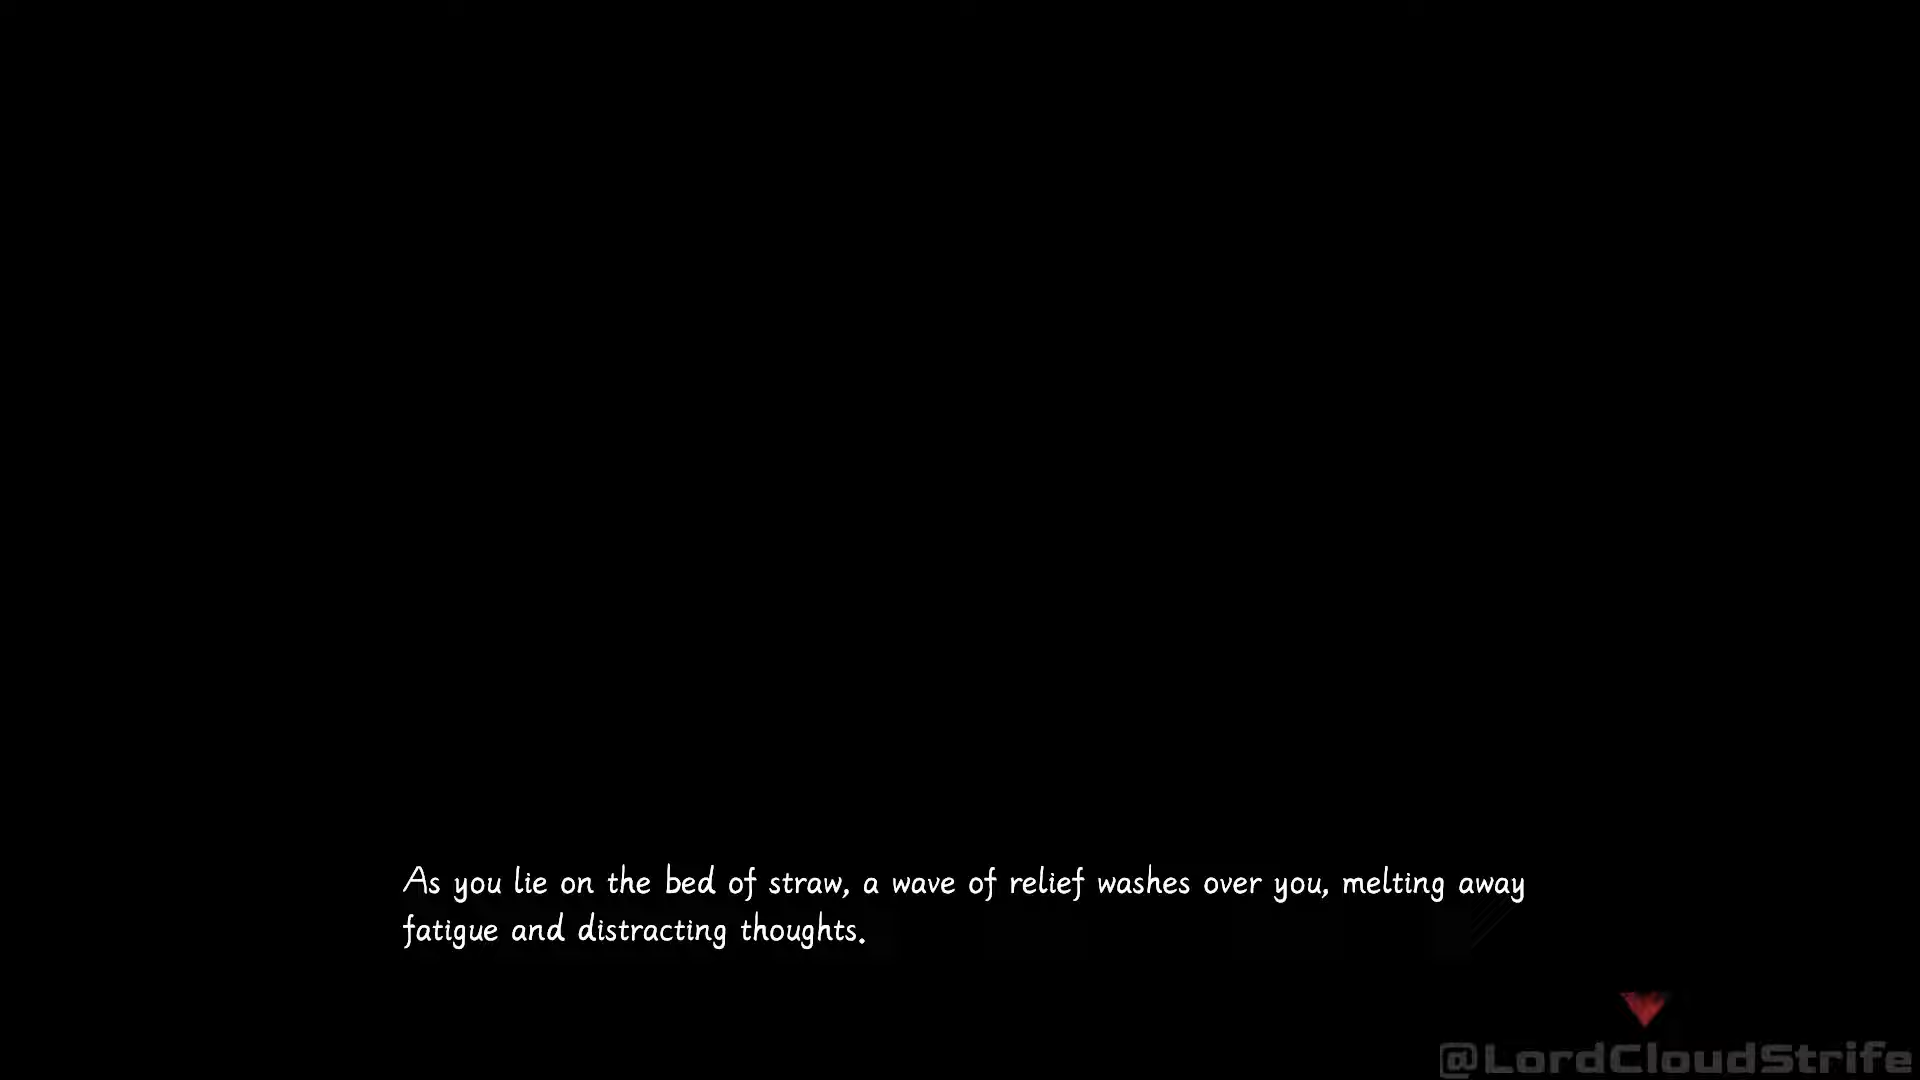 As you lie on the bed of straw, a wave of relief washes over you, melting away
fatigue and distracting thoughts.
@LordCloudStrife